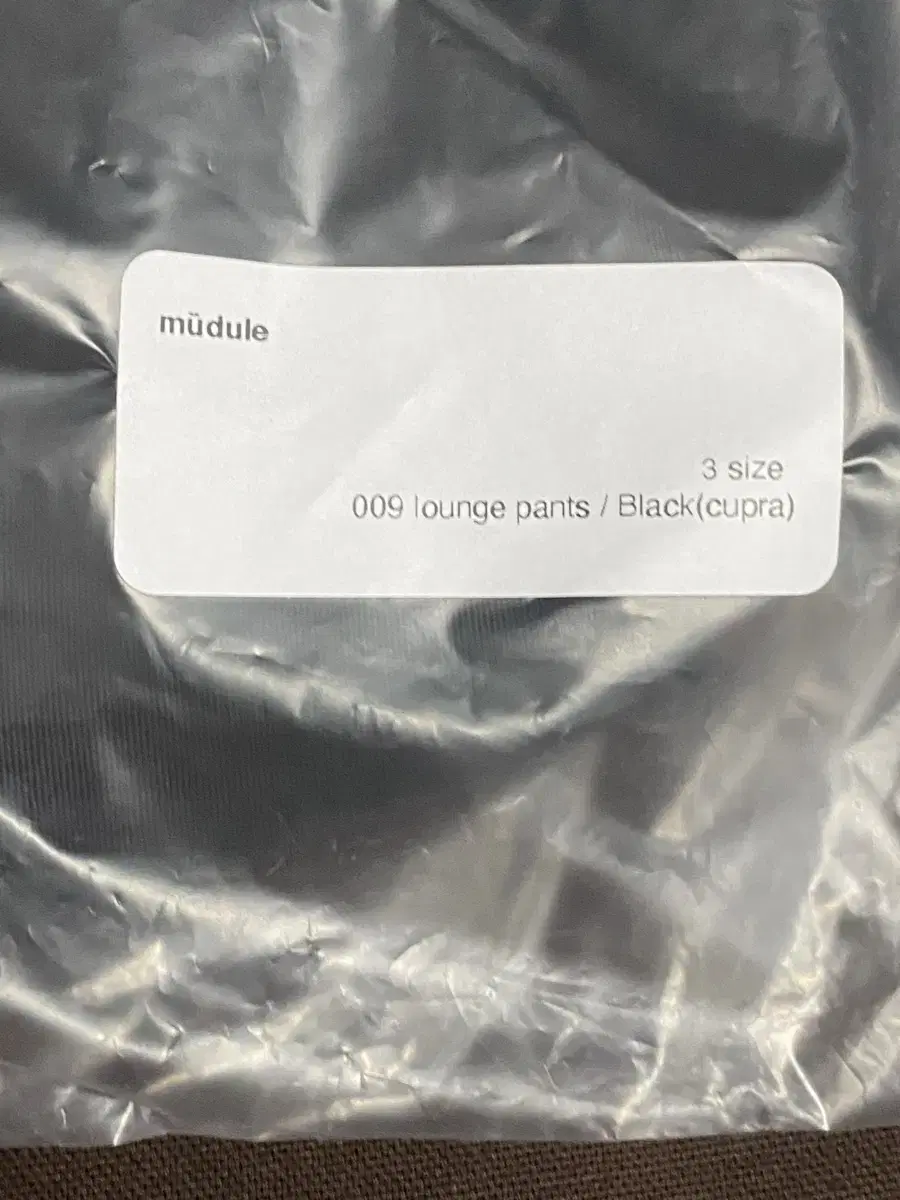 müdule
3 size
009 lounge pants / Black(cupra)